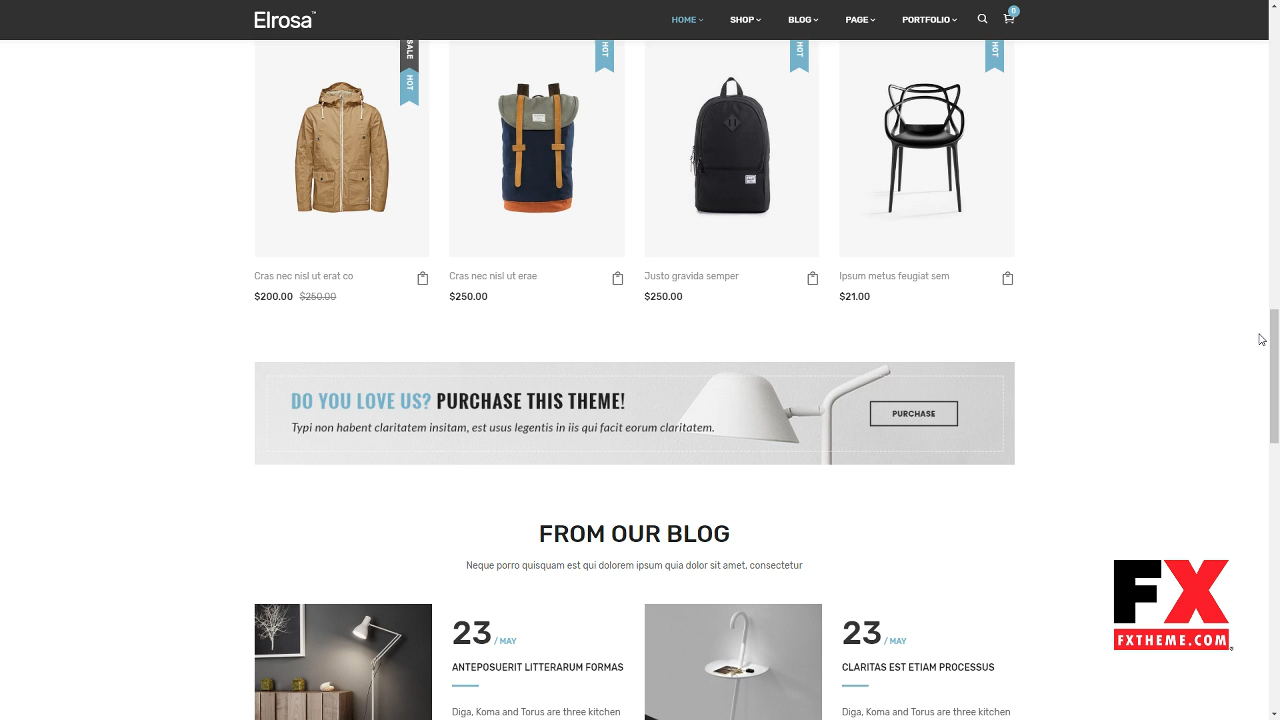 Elrosa™
HOME SHOP BLOG PAGE PORTFOLIO 0
SALE
HOT
HOT
HOT
HOT
Cras nec nisl ut erat co
$200.00 $250.00
Cras nec nisl ut erae
$250.00
Justo gravida semper
$250.00
Ipsum metus feugiat sem
$21.00
DO YOU LOVE US? PURCHASE THIS THEME!
Typi non habent claritatem insitam, est usus legentis in iis qui facit eorum claritatem.
PURCHASE
FROM OUR BLOG
Neque porro quisquam est qui dolorem ipsum quia dolor sit amet, consectetur
23 / MAY
ANTEPOSUERIT LITTERARUM FORMAS
Diga, Koma and Torus are three kitchen
23 / MAY
CLARITAS EST ETIAM PROCESSUS
Diga, Koma and Torus are three kitchen
FX
FXTHEME.COM®